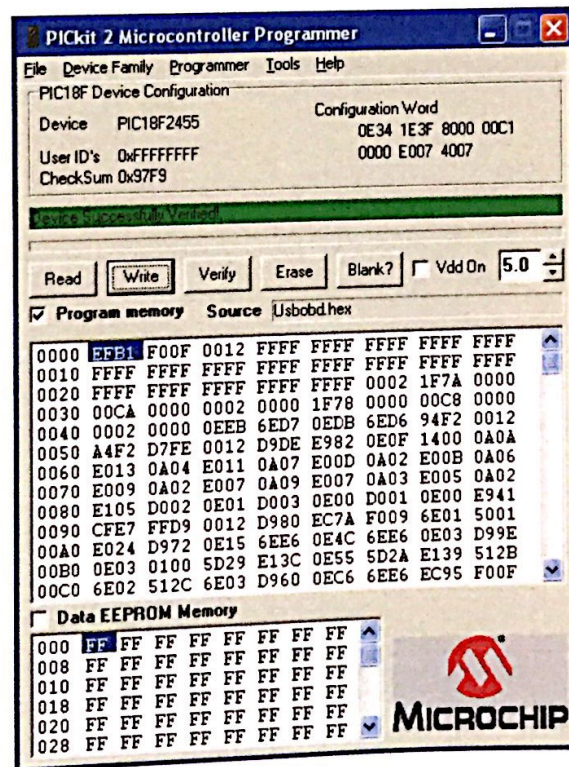 PICkit 2 Microcontroller Programmer
File Device Family Programmer Tools Help
PIC18F Device Configuration
Configuration Word
Device PIC18F2455
0E34 1E3F 8000 00C1
User ID's 0xFFFFFFFF
0000 E007 4007
CheckSum 0x97F9
Device Successfully Verified!
Read Write Verify Erase Blank? Vdd On 5.0
Program memory Source Usbobd.hex
0000 EFB1 F00F 0012 FFFF FFFF FFFF FFFF FFFF
0010 FFFF FFFF FFFF FFFF FFFF FFFF FFFF FFFF
0020 FFFF FFFF FFFF FFFF FFFF 0002 1F7A 0000
0030 00CA 0000 0002 0000 1F78 0000 00C8 0000
0040 0002 0000 0EEB 6ED7 0EDB 6ED6 94F2 0012
0050 A4F2 D7FE 0012 D9DE E982 0E0F 1400 0A0A
0060 E013 0A04 E011 0A07 E00D 0A02 E00B 0A06
0070 E009 0A02 E007 0A09 E007 0A03 E005 0A02
0080 E105 D002 0E01 D003 0E00 D001 0E00 E941
0090 CFE7 FFD9 0012 D980 EC7A F009 6E01 5001
00A0 E024 D972 0E15 6EE6 0E4C 6EE6 0E03 D99E
00B0 0E03 0100 5D29 E13C 0E55 5D2A E139 512B
00C0 6E02 512C 6E03 D960 0EC6 6EE6 EC95 F00F
Data EEPROM Memory
000 FF FF FF FF FF FF FF FF
008 FF FF FF FF FF FF FF FF
010 FF FF FF FF FF FF FF FF
018 FF FF FF FF FF FF FF FF
020 FF FF FF FF FF FF FF FF
028 FF FF FF FF FF FF FF FF
MICROCHIP